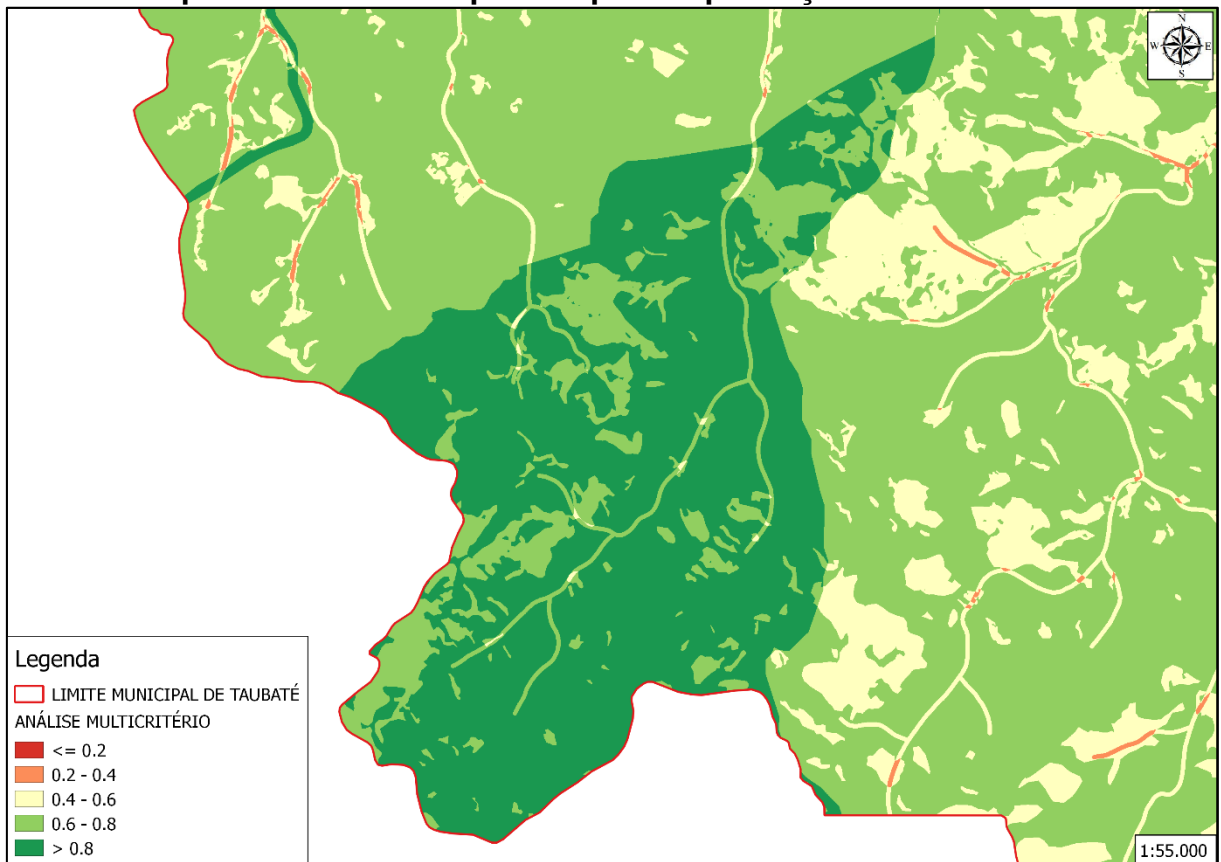 N
W E
S
Legenda
LIMITE MUNICIPAL DE TAUBATÉ
ANÁLISE MULTICRITÉRIO
<= 0.2
0.2 - 0.4
0.4 - 0.6
0.6 - 0.8
> 0.8
1:55.000